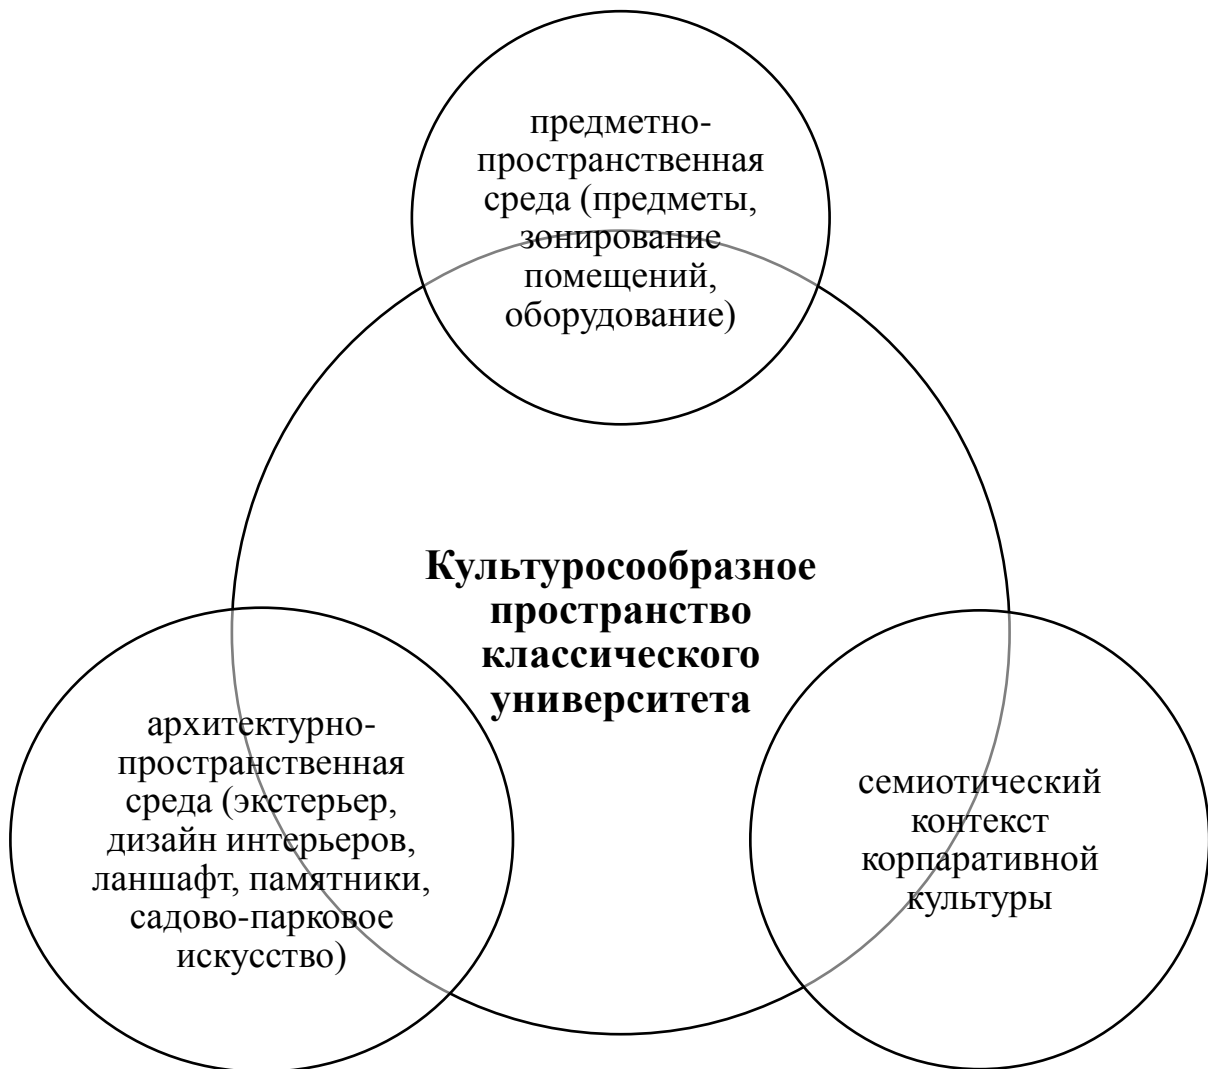 предметно-
пространственная
среда (предметы,
зонирование
помещений,
оборудование)
Культуросообразное
пространство
классического
университета
архитектурно-
пространственная
среда (экстерьер,
дизайн интерьеров,
ланшафт, памятники,
садово-парковое
искусство)
семиотический
контекст
корпаративной
культуры